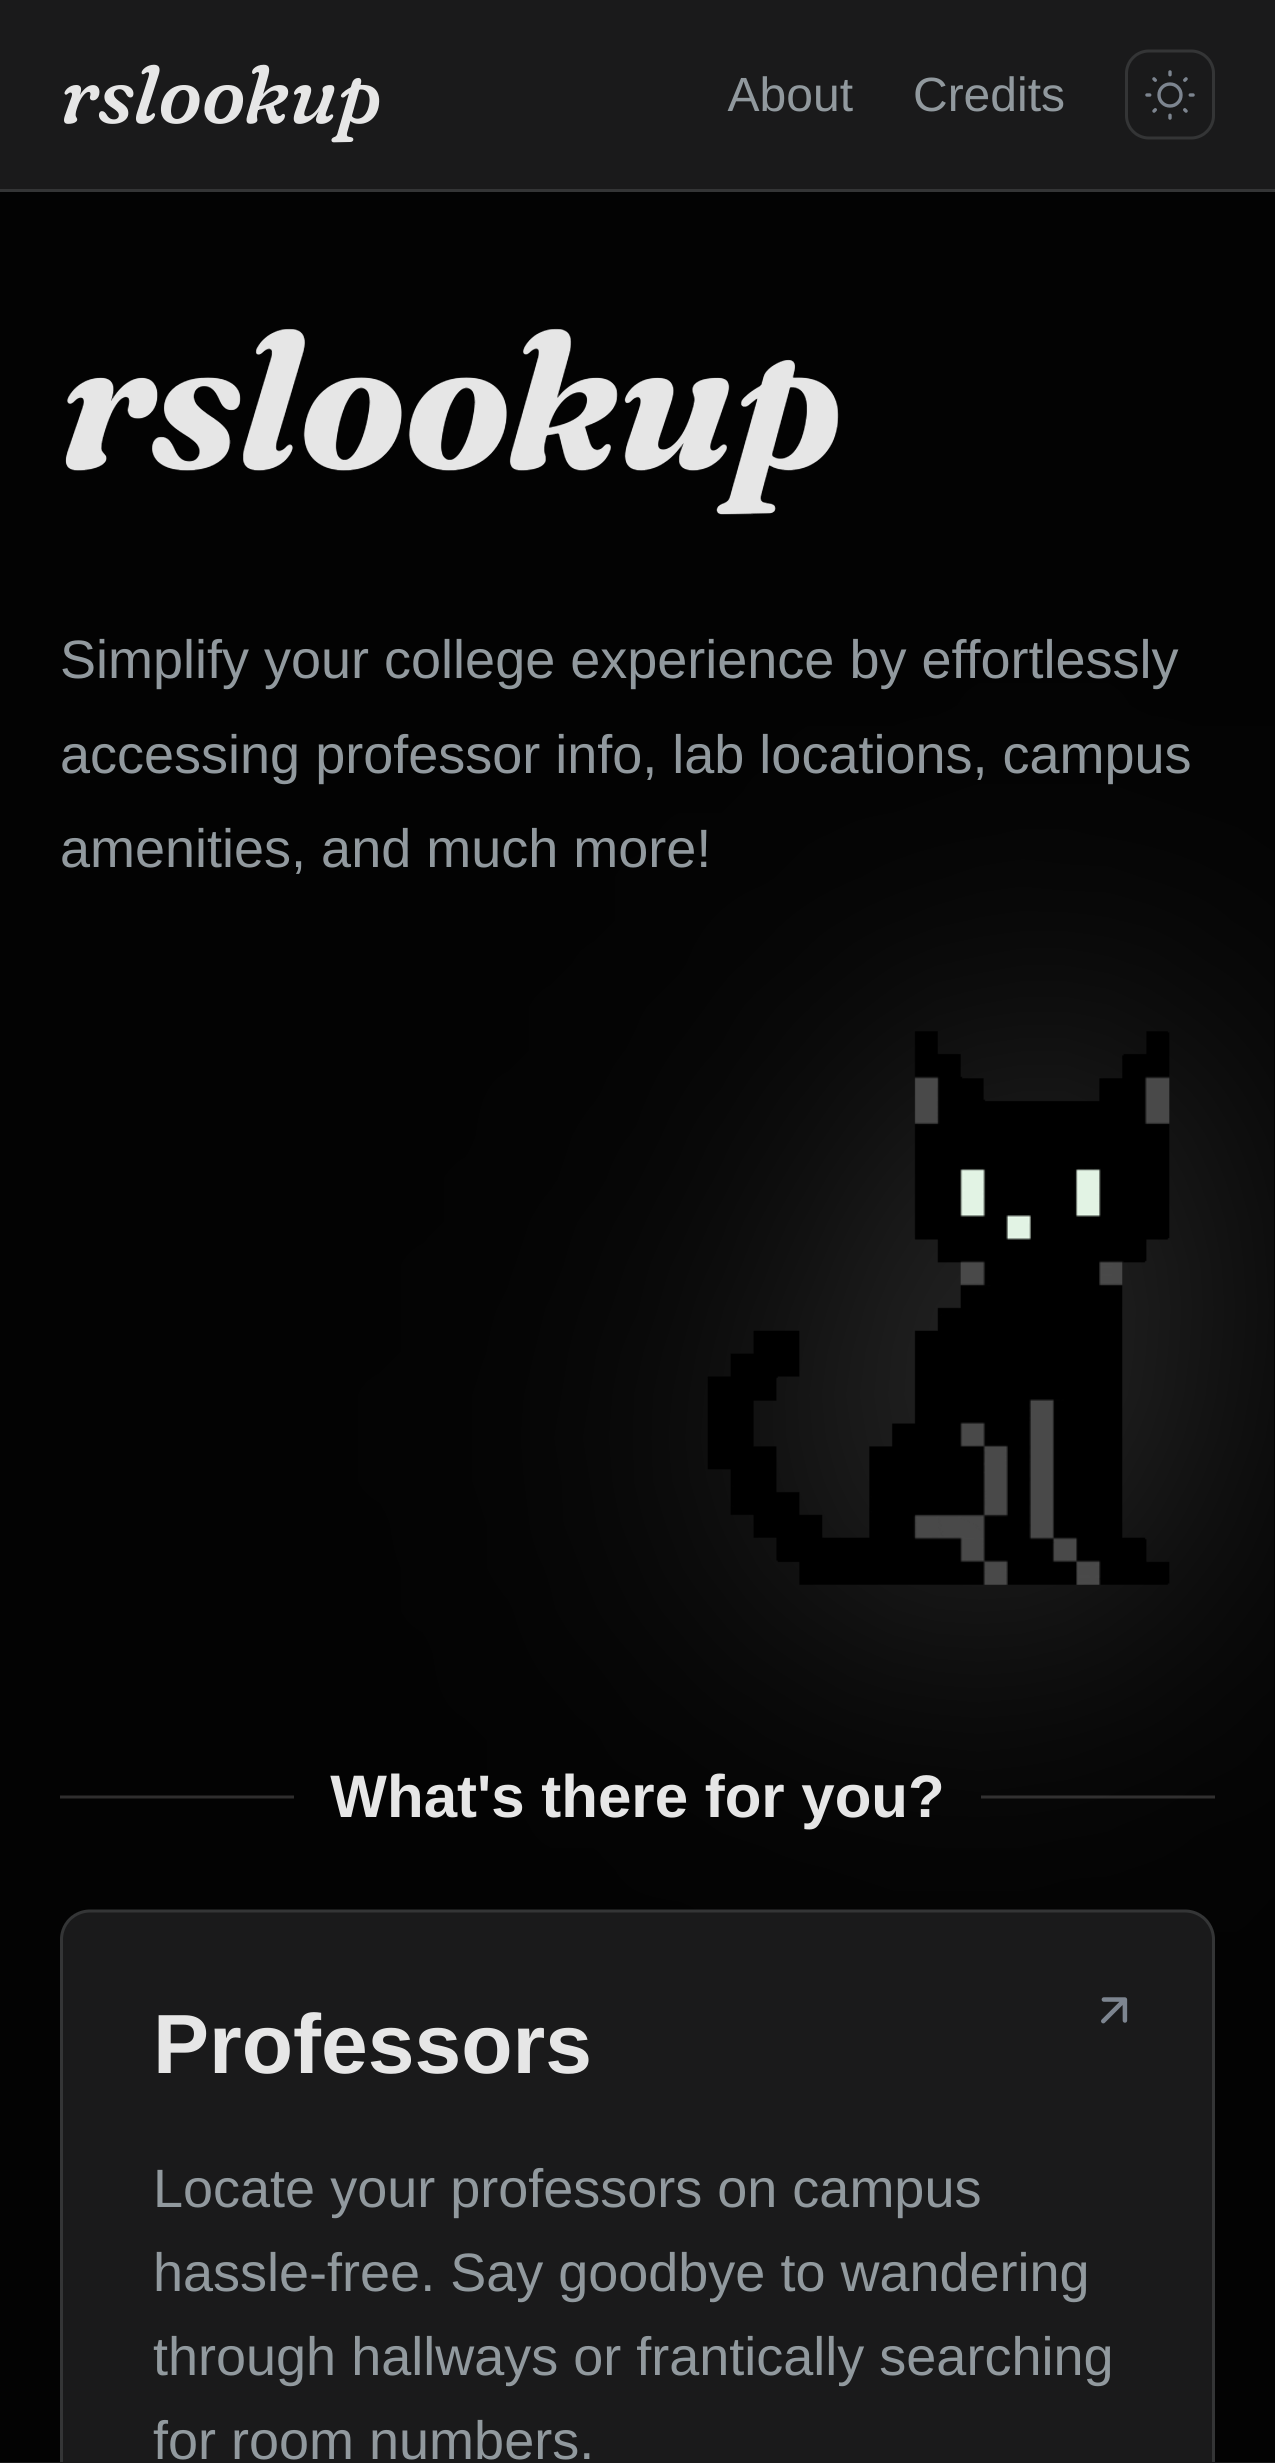 rslookup
About Credits
rslookup
Simplify your college experience by effortlessly
accessing professor info, lab locations, campus
amenities, and much more!
What's there for you?
Professors
Locate your professors on campus
hassle-free. Say goodbye to wandering
through hallways or frantically searching
for room numbers.